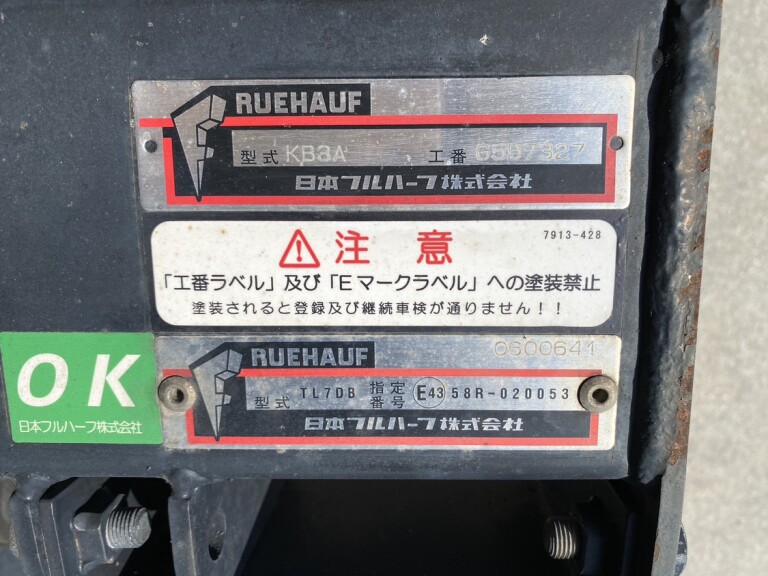 FRUEHAUF
型式 KB3A 工番 G5D7327
日本フルハーフ株式会社
注意 7913-428
「工番ラベル」及び「Eマークラベル」への塗装禁止
塗装されると登録及び継続車検が通りません！！
OK
日本フルハーフ株式会社
FRUEHAUF 0600641
型式 TL7DB 指定番号 E43 58R-020053
日本フルハーフ株式会社